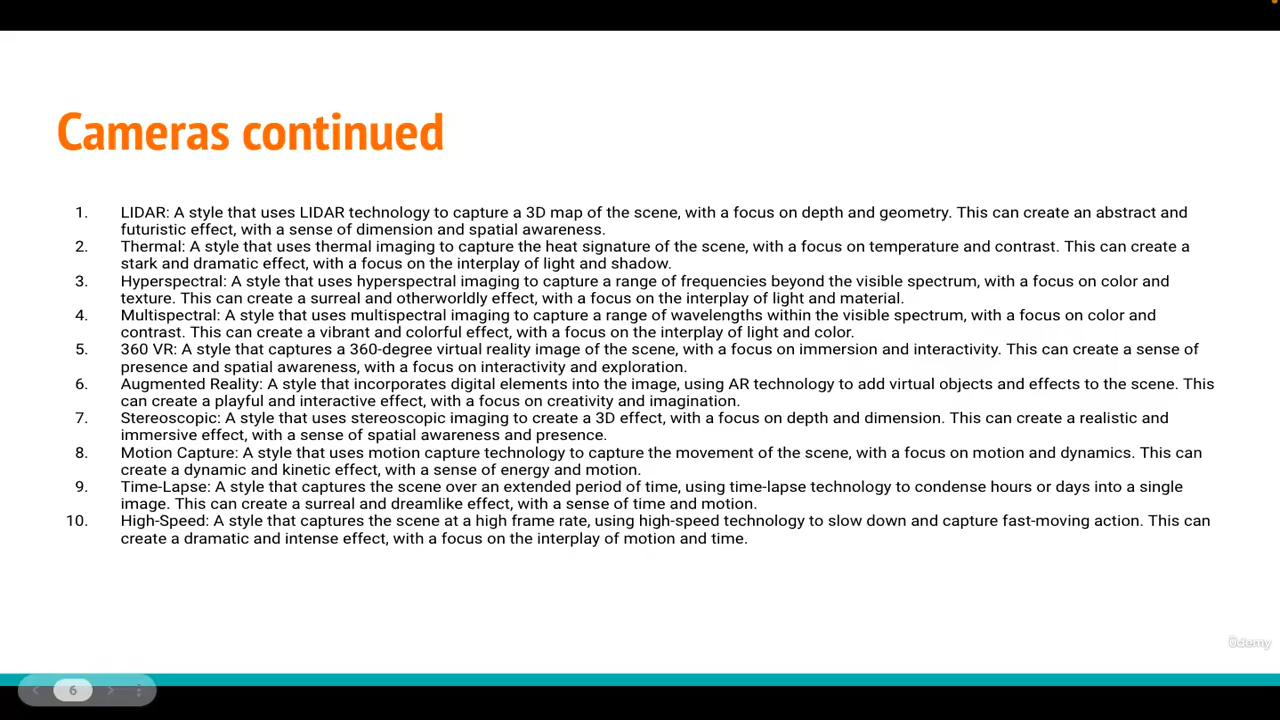 Cameras continued
1. LIDAR: A style that uses LIDAR technology to capture a 3D map of the scene, with a focus on depth and geometry. This can create an abstract and
futuristic effect, with a sense of dimension and spatial awareness.
2. Thermal: A style that uses thermal imaging to capture the heat signature of the scene, with a focus on temperature and contrast. This can create a
stark and dramatic effect, with a focus on the interplay of light and shadow.
3. Hyperspectral: A style that uses hyperspectral imaging to capture a range of frequencies beyond the visible spectrum, with a focus on color and
texture. This can create a surreal and otherworldly effect, with a focus on the interplay of light and material.
4. Multispectral: A style that uses multispectral imaging to capture a range of wavelengths within the visible spectrum, with a focus on color and
contrast. This can create a vibrant and colorful effect, with a focus on the interplay of light and color.
5. 360 VR: A style that captures a 360-degree virtual reality image of the scene, with a focus on immersion and interactivity. This can create a sense of
presence and spatial awareness, with a focus on interactivity and exploration.
6. Augmented Reality: A style that incorporates digital elements into the image, using AR technology to add virtual objects and effects to the scene. This
can create a playful and interactive effect, with a focus on creativity and imagination.
7. Stereoscopic: A style that uses stereoscopic imaging to create a 3D effect, with a focus on depth and dimension. This can create a realistic and
immersive effect, with a sense of spatial awareness and presence.
8. Motion Capture: A style that uses motion capture technology to capture the movement of the scene, with a focus on motion and dynamics. This can
create a dynamic and kinetic effect, with a sense of energy and motion.
9. Time-Lapse: A style that captures the scene over an extended period of time, using time-lapse technology to condense hours or days into a single
image. This can create a surreal and dreamlike effect, with a sense of time and motion.
10. High-Speed: A style that captures the scene at a high frame rate, using high-speed technology to slow down and capture fast-moving action. This can
create a dramatic and intense effect, with a focus on the interplay of motion and time.
ûdemy
6